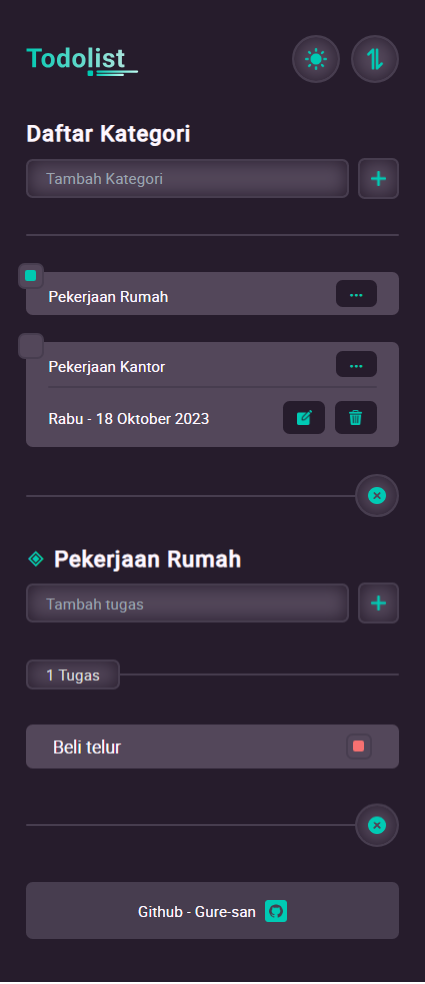 Todolist
Daftar Kategori
Tambah Kategori
Pekerjaan Rumah
Pekerjaan Kantor
Rabu - 18 Oktober 2023
Pekerjaan Rumah
Tambah tugas
1 Tugas
Beli telur
Github - Gure-san